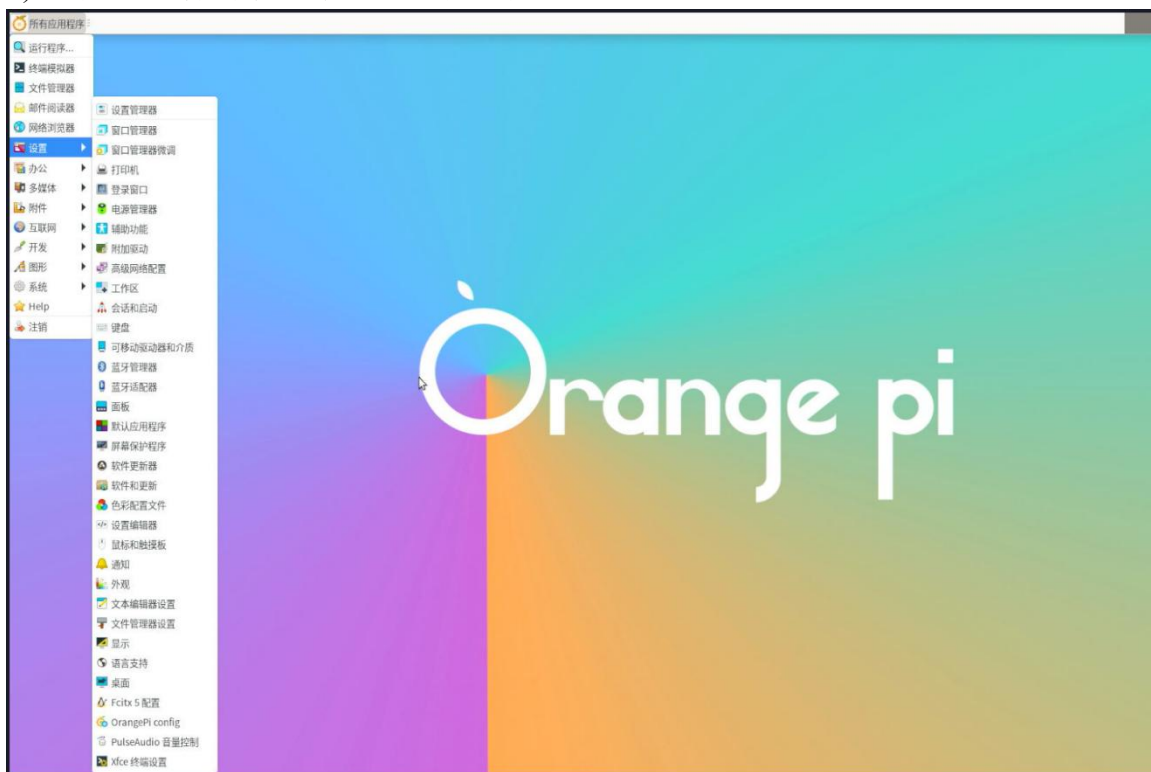 所有应用程序
运行程序...
终端模拟器
文件管理器
邮件阅读器
网络浏览器
设置
办公
多媒体
附件
互联网
开发
图形
系统
Help
注销
设置管理器
窗口管理器
窗口管理器微调
打印机
登录窗口
电源管理器
辅助功能
附加驱动
高级网络配置
工作区
会话和启动
键盘
可移动驱动器和介质
蓝牙管理器
蓝牙适配器
面板
默认应用程序
屏幕保护程序
软件更新器
软件和更新
色彩配置文件
设置编辑器
鼠标和触摸板
通知
外观
文本编辑器设置
文件管理器设置
显示
语言支持
桌面
Fcitx 5 配置
OrangePi config
PulseAudio 音量控制
Xfce 终端设置
Orange pi